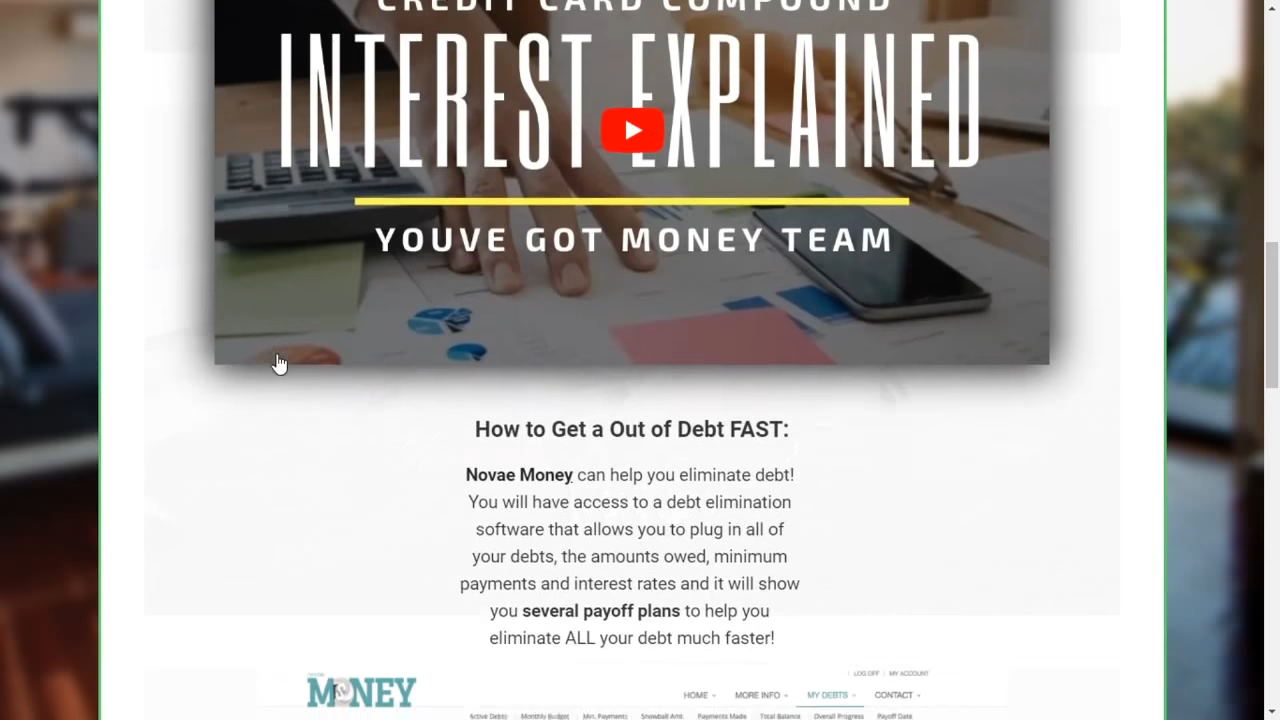 CREDIT CARD COMPOUND
INTEREST EXPLAINED
YOUVE GOT MONEY TEAM
How to Get a Out of Debt FAST:
Novae Money can help you eliminate debt!
You will have access to a debt elimination
software that allows you to plug in all of
your debts, the amounts owed, minimum
payments and interest rates and it will show
you several payoff plans to help you
eliminate ALL your debt much faster!
LOG OFF | MY ACCOUNT
MONEY
HOME MORE INFO MY DEBTS CONTACT
Active Debts Monthly Budget Min. Payments Snowball Amt. Payments Made Total Balance Overall Progress Payoff Date